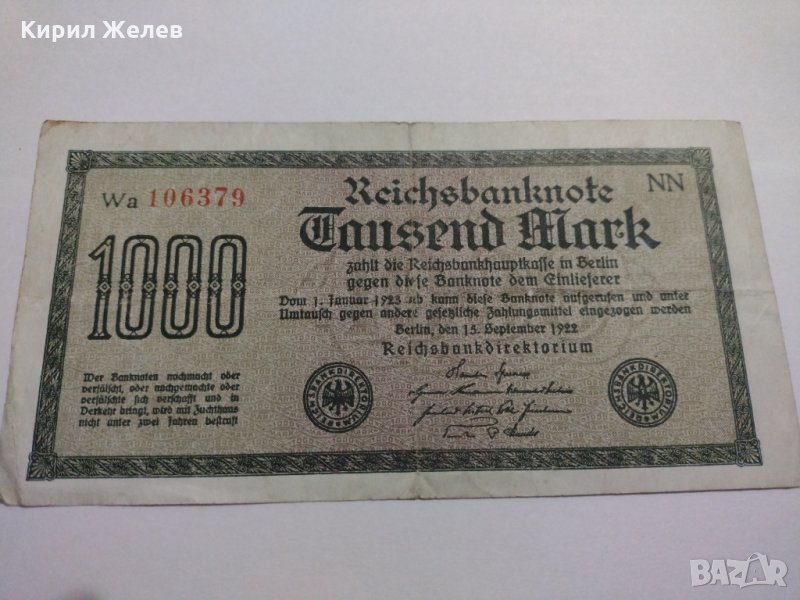 Кирил Желев
Wa 106379
Reichsbanknote
NN
Tausend Mark
1000
zahlt die Reichsbankhauptkasse in Berlin
gegen diese Banknote dem Einlieferer
Vom 1. Januar 1923 ab kann diese Banknote aufgerufen und unter
Umtausch gegen andere gesetzliche Zahlungsmittel eingezogen werden
Berlin, den 15. September 1922
Reichsbankdirektorium
Wer Banknoten nachmacht oder
verfälscht, oder nachgemachte oder
verfälschte sich verschafft und in
Verkehr bringt, wird mit Zuchthaus
nicht unter zwei Jahren bestraft
REICHSBANKDIREKTORIUM
REICHSBANKDIREKTORIUM
BAZAR